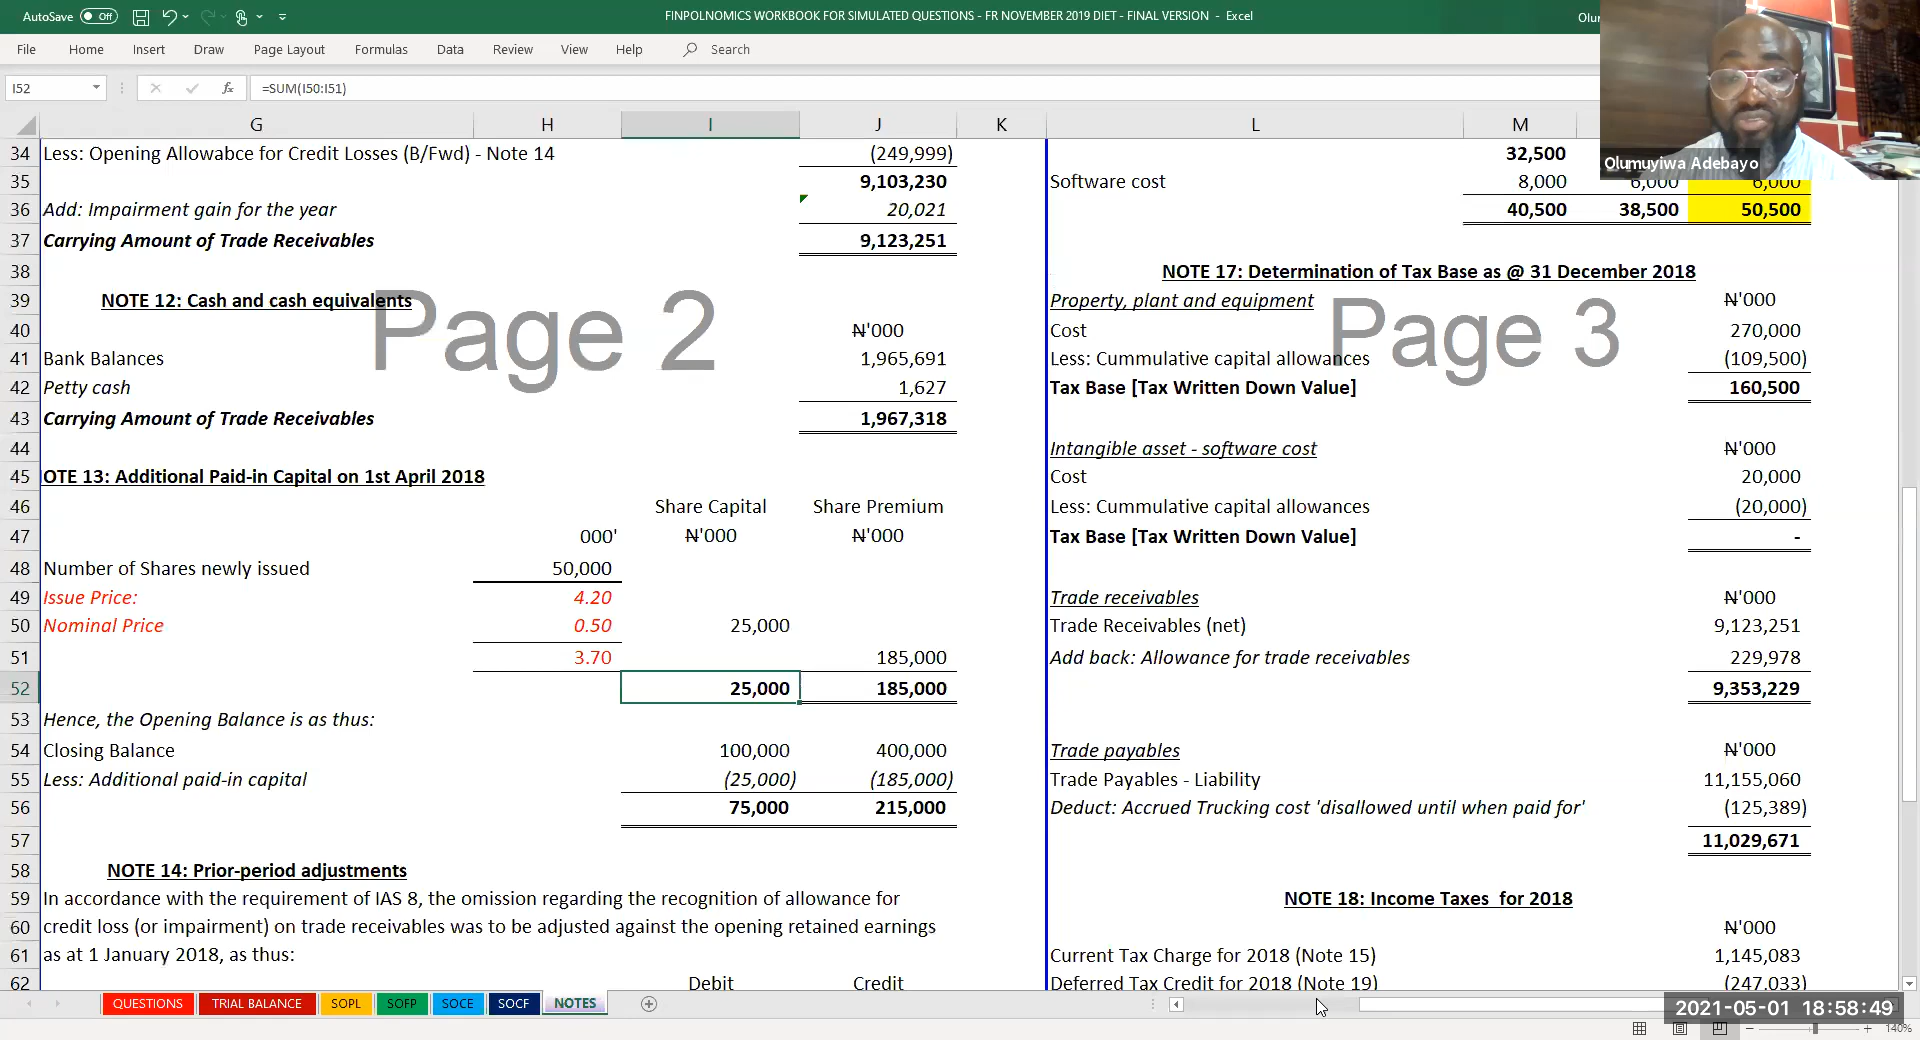 AutoSave Off
FINPOLNOMICS WORKBOOK FOR SIMULATED QUESTIONS - FR NOVEMBER 2019 DIET - FINAL VERSION - Excel
Olu
File Home Insert Draw Page Layout Formulas Data Review View Help Search
I52 fx =SUM(I50:I51)
G H I J K L M
Olumuyiwa Adebayo
34 Less: Opening Allowabce for Credit Losses (B/Fwd) - Note 14 (249,999) 32,500
35 9,103,230 Software cost 8,000 6,000 6,000
36 Add: Impairment gain for the year 20,021 40,500 38,500 50,500
37 Carrying Amount of Trade Receivables 9,123,251
38 NOTE 17: Determination of Tax Base as @ 31 December 2018
39 NOTE 12: Cash and cash equivalents Property, plant and equipment ₦'000
Page 2 Page 3
40 ₦'000 Cost 270,000
41 Bank Balances 1,965,691 Less: Cummulative capital allowances (109,500)
42 Petty cash 1,627 Tax Base [Tax Written Down Value] 160,500
43 Carrying Amount of Trade Receivables 1,967,318
44 Intangible asset - software cost ₦'000
45 OTE 13: Additional Paid-in Capital on 1st April 2018 Cost 20,000
46 Share Capital Share Premium Less: Cummulative capital allowances (20,000)
47 000' ₦'000 ₦'000 Tax Base [Tax Written Down Value] -
48 Number of Shares newly issued 50,000
49 Issue Price: 4.20 Trade receivables ₦'000
50 Nominal Price 0.50 25,000 Trade Receivables (net) 9,123,251
51 3.70 185,000 Add back: Allowance for trade receivables 229,978
52 25,000 185,000 9,353,229
53 Hence, the Opening Balance is as thus:
54 Closing Balance 100,000 400,000 Trade payables ₦'000
55 Less: Additional paid-in capital (25,000) (185,000) Trade Payables - Liability 11,155,060
56 75,000 215,000 Deduct: Accrued Trucking cost 'disallowed until when paid for' (125,389)
57 11,029,671
58 NOTE 14: Prior-period adjustments
59 In accordance with the requirement of IAS 8, the omission regarding the recognition of allowance for NOTE 18: Income Taxes for 2018
60 credit loss (or impairment) on trade receivables was to be adjusted against the opening retained earnings ₦'000
61 as at 1 January 2018, as thus: Current Tax Charge for 2018 (Note 15) 1,145,083
62 Debit Credit Deferred Tax Credit for 2018 (Note 19) (247,033)
QUESTIONS TRIAL BALANCE SOPL SOFP SOCE SOCF NOTES
2021-05-01 18:58:49
140%